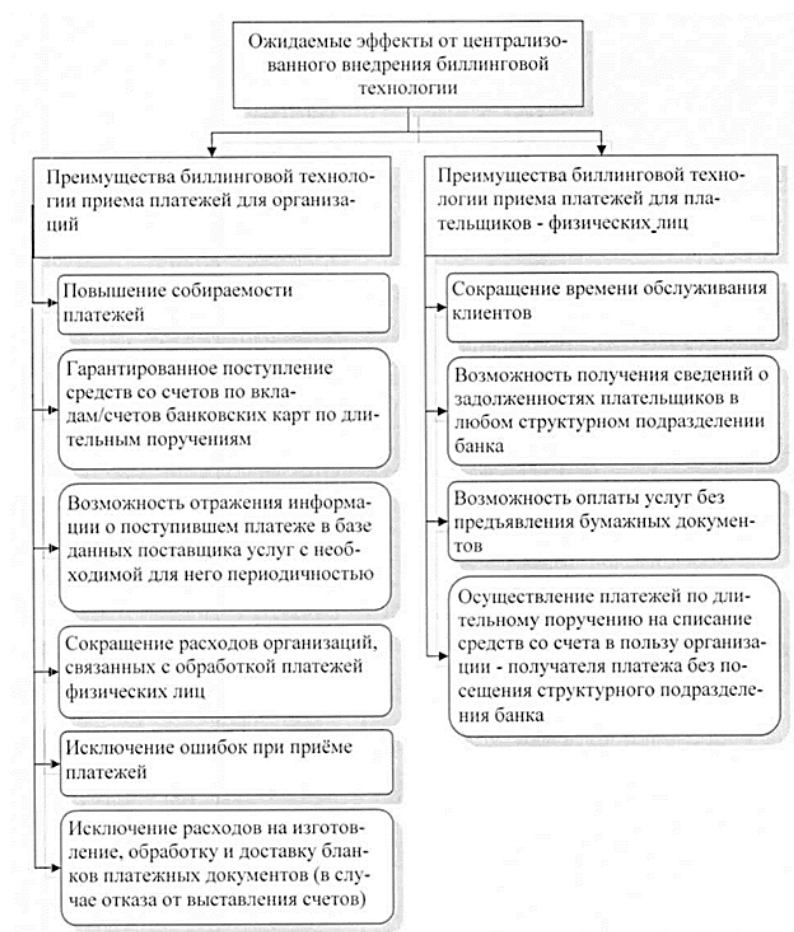 Ожидаемые эффекты от централизо-
ванного внедрения биллинговой
технологии
Преимущества биллинговой техноло-
гии приема платежей для организа-
ций
Повышение собираемости
платежей
Гарантированное поступление
средств со счетов по вкла-
дам/счетов банковских карт по дли-
тельным поручениям
Возможность отражения информа-
ции о поступившем платеже в базе
данных поставщика услуг с необ-
ходимой для него периодичностью
Сокращение расходов организаций,
связанных с обработкой платежей
физических лиц
Исключение ошибок при приёме
платежей
Исключение расходов на изготов-
ление, обработку и доставку блан-
ков платежных документов (в слу-
чае отказа от выставления счетов)
Преимущества биллинговой техно-
логии приема платежей для пла-
тельщиков - физических лиц
Сокращение времени обслуживания
клиентов
Возможность получения сведений о
задолженностях плательщиков в
любом структурном подразделении
банка
Возможность оплаты услуг без
предъявления бумажных докумен-
тов
Осуществление платежей по дли-
тельному поручению на списание
средств со счета в пользу организа-
ции - получателя платежа без по-
сещения структурного подразделе-
ния банка